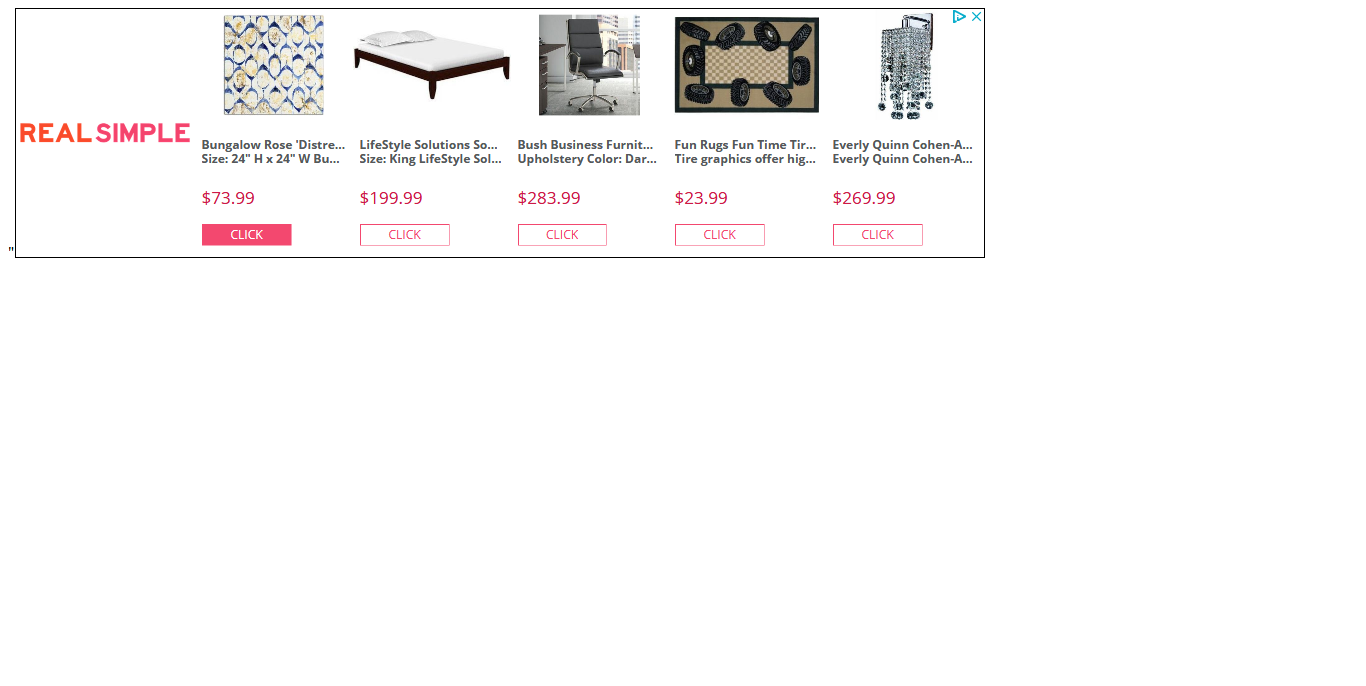 REAL SIMPLE
Bungalow Rose 'Distre...
Size: 24" H x 24" W Bu...
$73.99
CLICK
LifeStyle Solutions So...
Size: King LifeStyle Sol...
$199.99
CLICK
Bush Business Furnit...
Upholstery Color: Dar...
$283.99
CLICK
Fun Rugs Fun Time Tir...
Tire graphics offer hig...
$23.99
CLICK
Everly Quinn Cohen-A...
Everly Quinn Cohen-A...
$269.99
CLICK
"